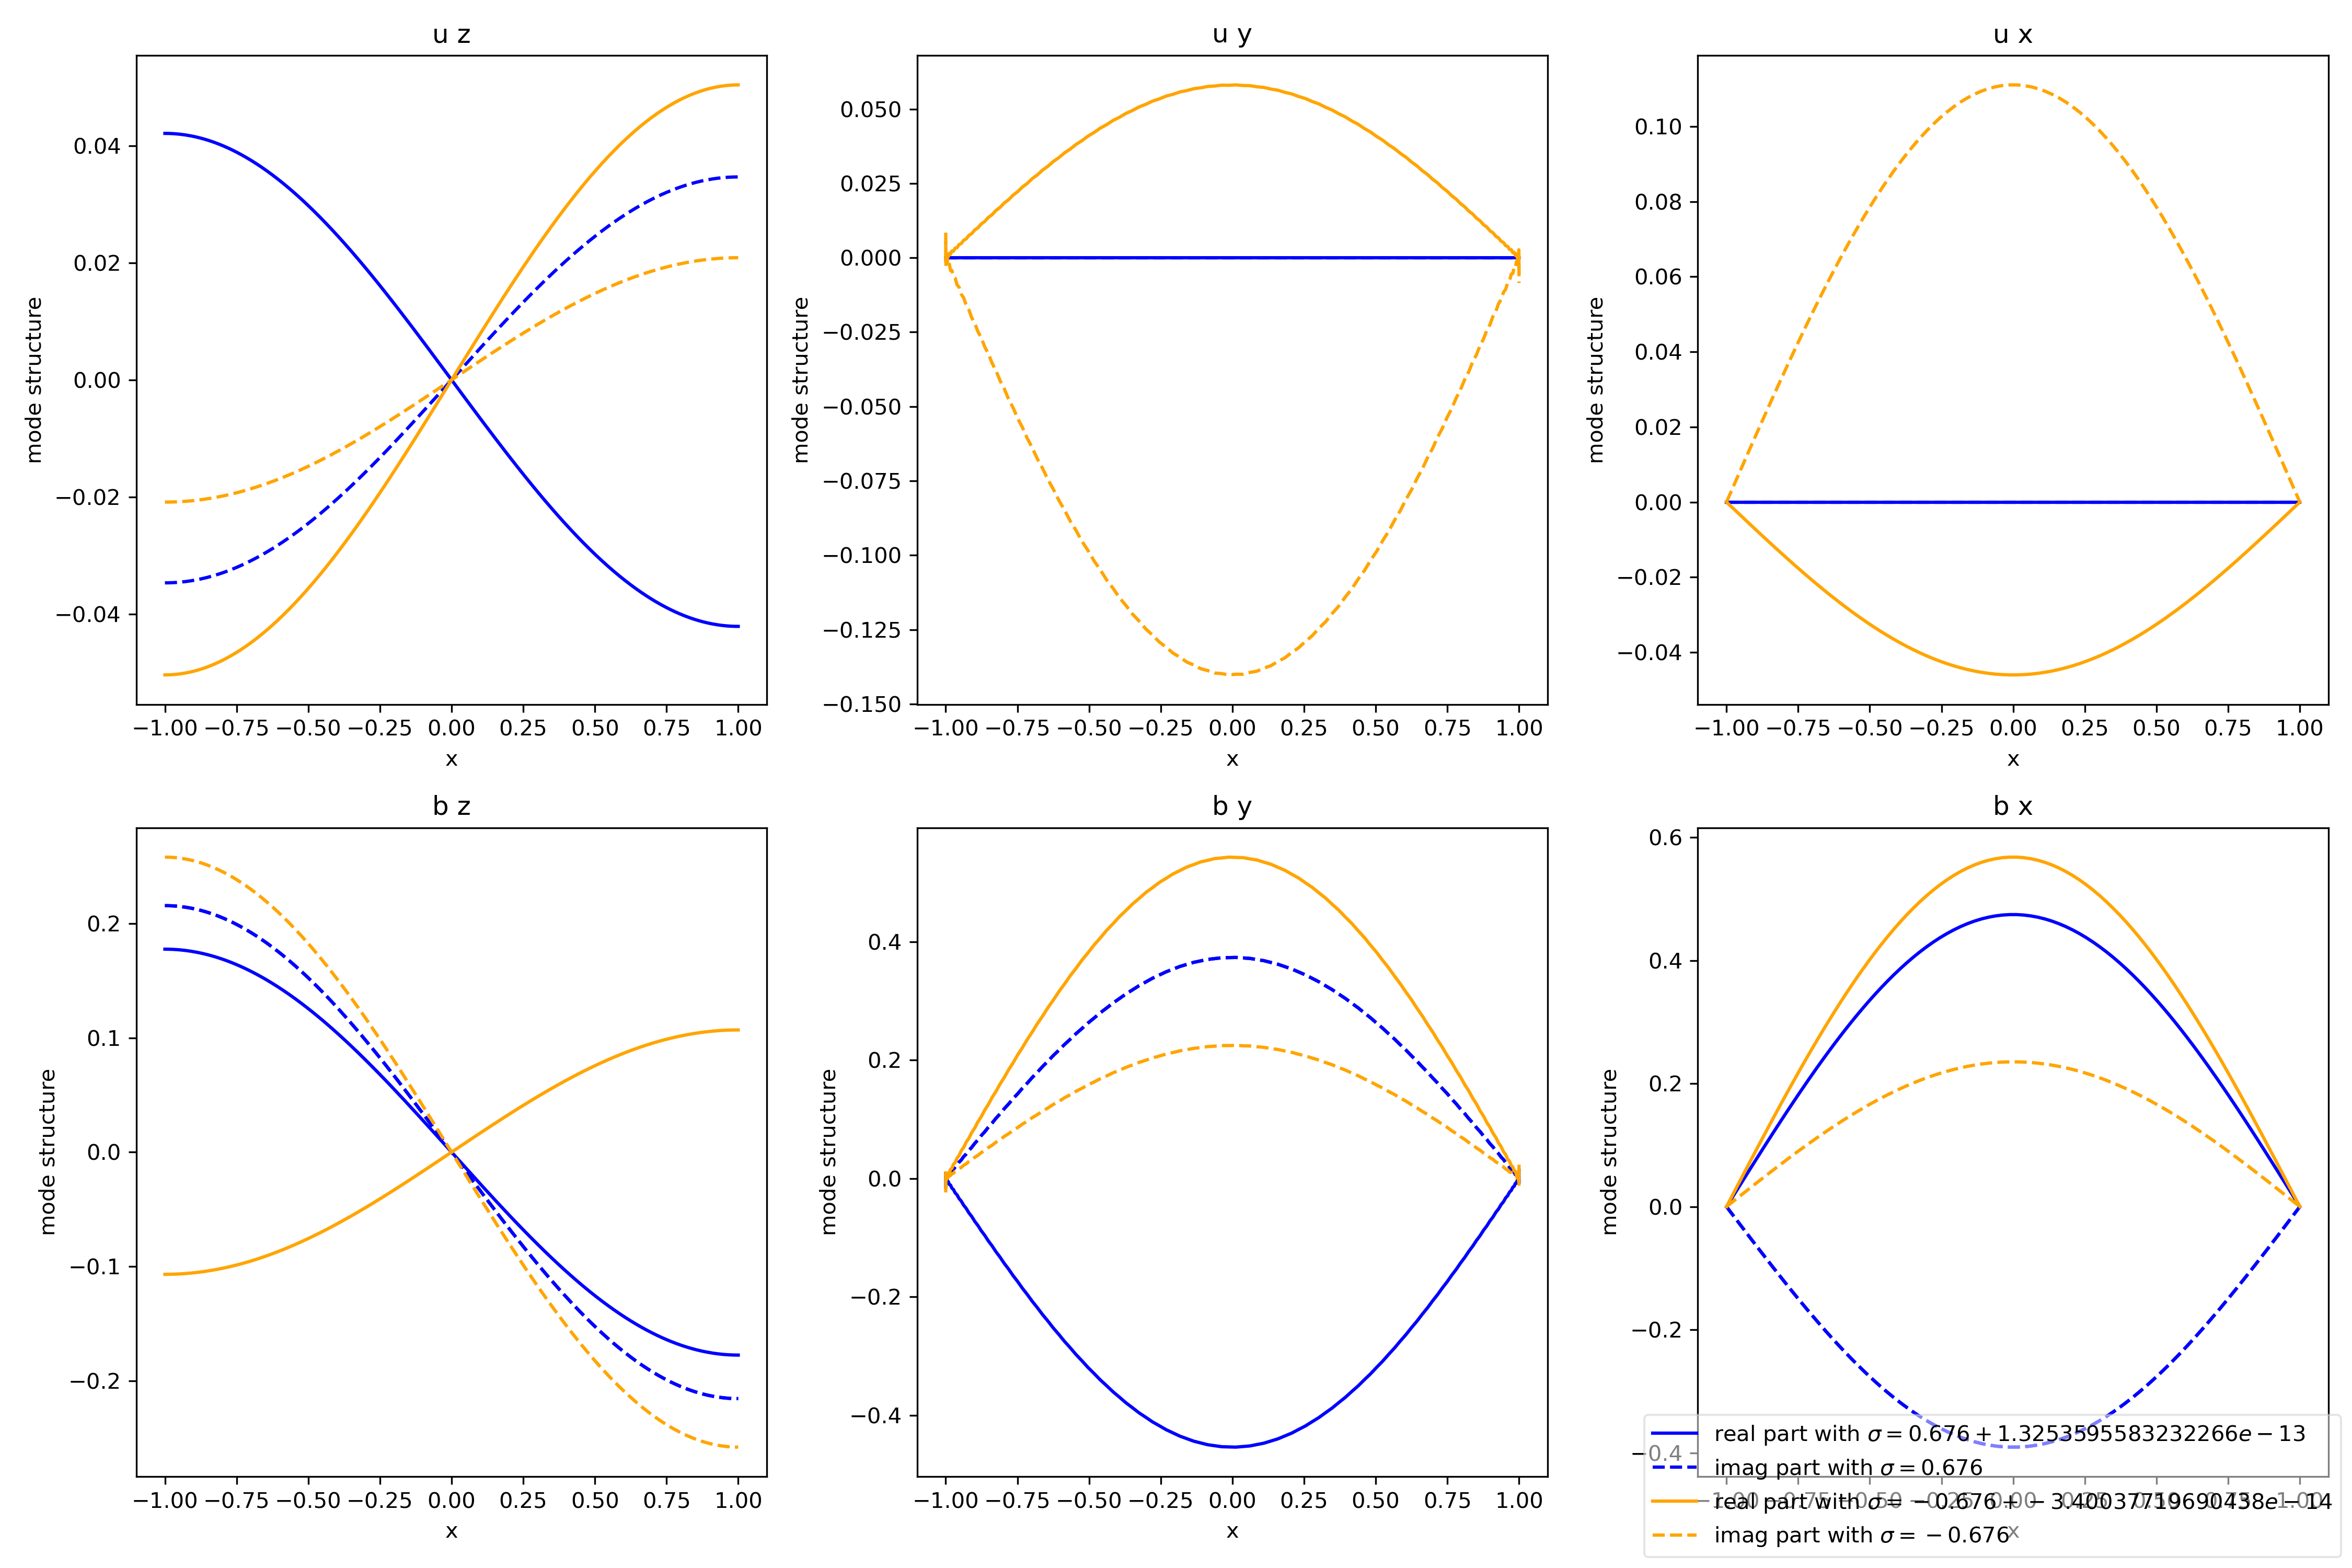 u z
u y
u x
mode structure
0.04
0.02
0.00
−0.02
−0.04
−1.00 −0.75 −0.50 −0.25 0.00 0.25 0.50 0.75 1.00
x
mode structure
0.050
0.025
0.000
−0.025
−0.050
−0.075
−0.100
−0.125
−0.150
−1.00 −0.75 −0.50 −0.25 0.00 0.25 0.50 0.75 1.00
x
mode structure
0.10
0.08
0.06
0.04
0.02
0.00
−0.02
−0.04
−1.00 −0.75 −0.50 −0.25 0.00 0.25 0.50 0.75 1.00
x
b z
b y
b x
mode structure
0.2
0.1
0.0
−0.1
−0.2
−1.00 −0.75 −0.50 −0.25 0.00 0.25 0.50 0.75 1.00
x
mode structure
0.4
0.2
0.0
−0.2
−0.4
−1.00 −0.75 −0.50 −0.25 0.00 0.25 0.50 0.75 1.00
x
mode structure
0.6
0.4
0.2
0.0
−0.2
−0.4
real part with σ = 0.676 + 1.3253595583232266e − 13
imag part with σ = 0.676
real part with σ = − 0.676 + − 3.400377719690438e − 14
imag part with σ = − 0.676
x